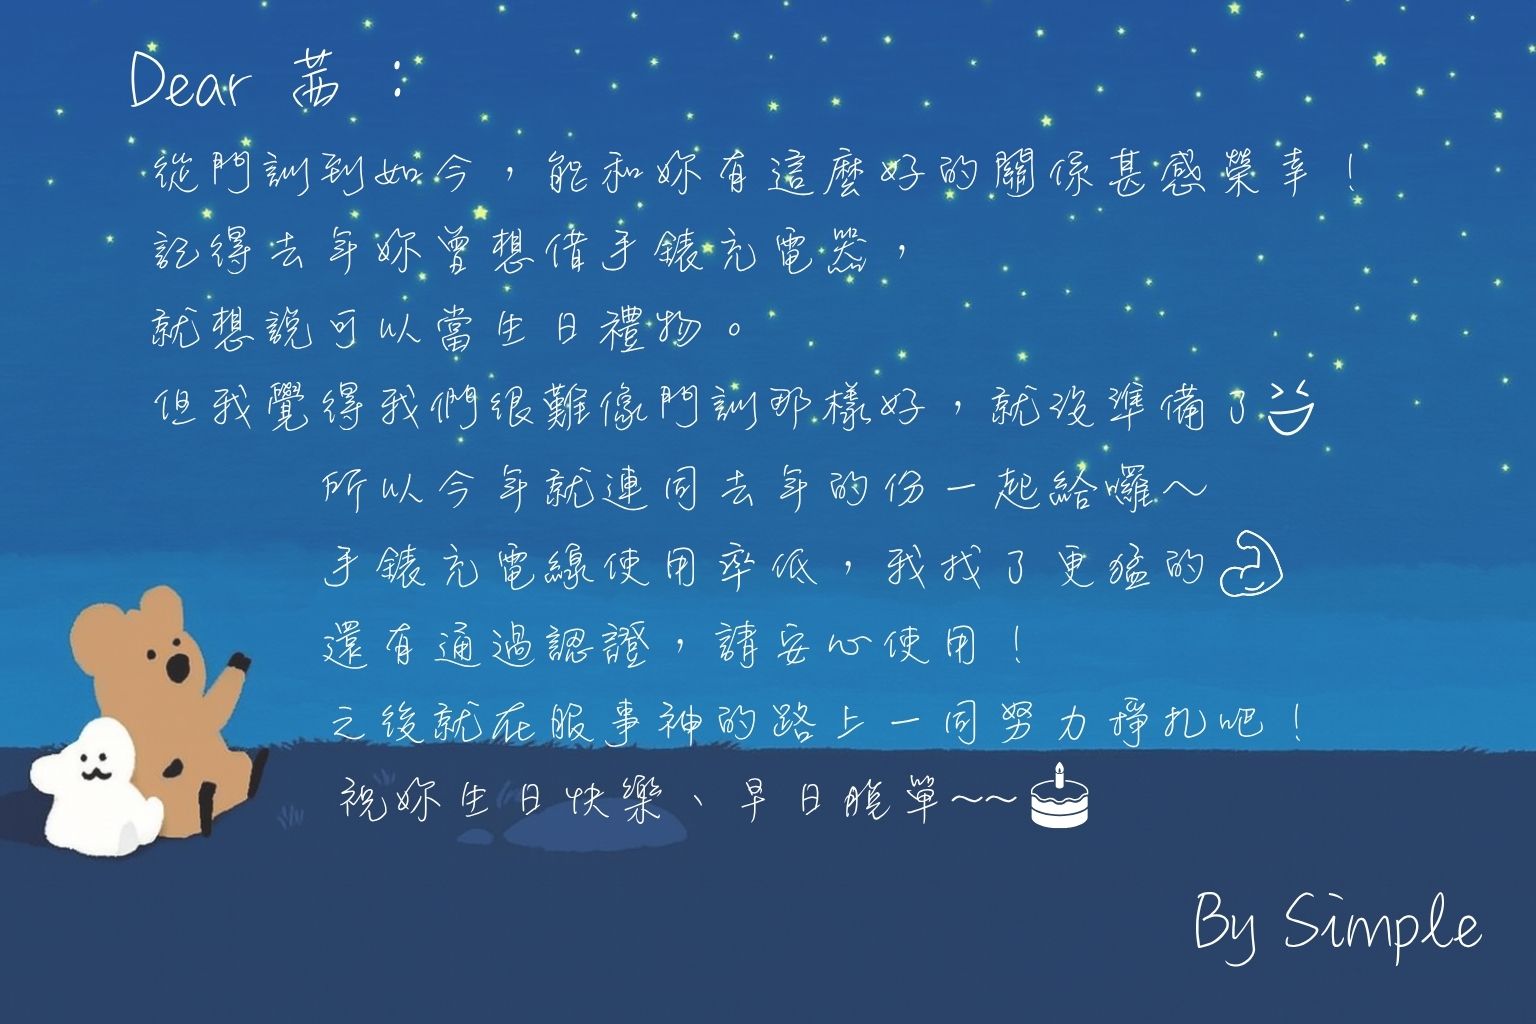 Dear 茜：
從門訓到如今，能和妳有這麼好的關係甚感榮幸！
記得去年妳曾想借手錶充電器，
就想說可以當生日禮物。
但我覺得我們很難像門訓那樣好，就沒準備了
所以今年就連同去年的份一起給囉～
手錶充電線使用率低，我找了更猛的
還有通過認證，請安心使用！
之後就在服事神的路上一同努力掙扎吧！
祝妳生日快樂、早日脫單~~
By Simple